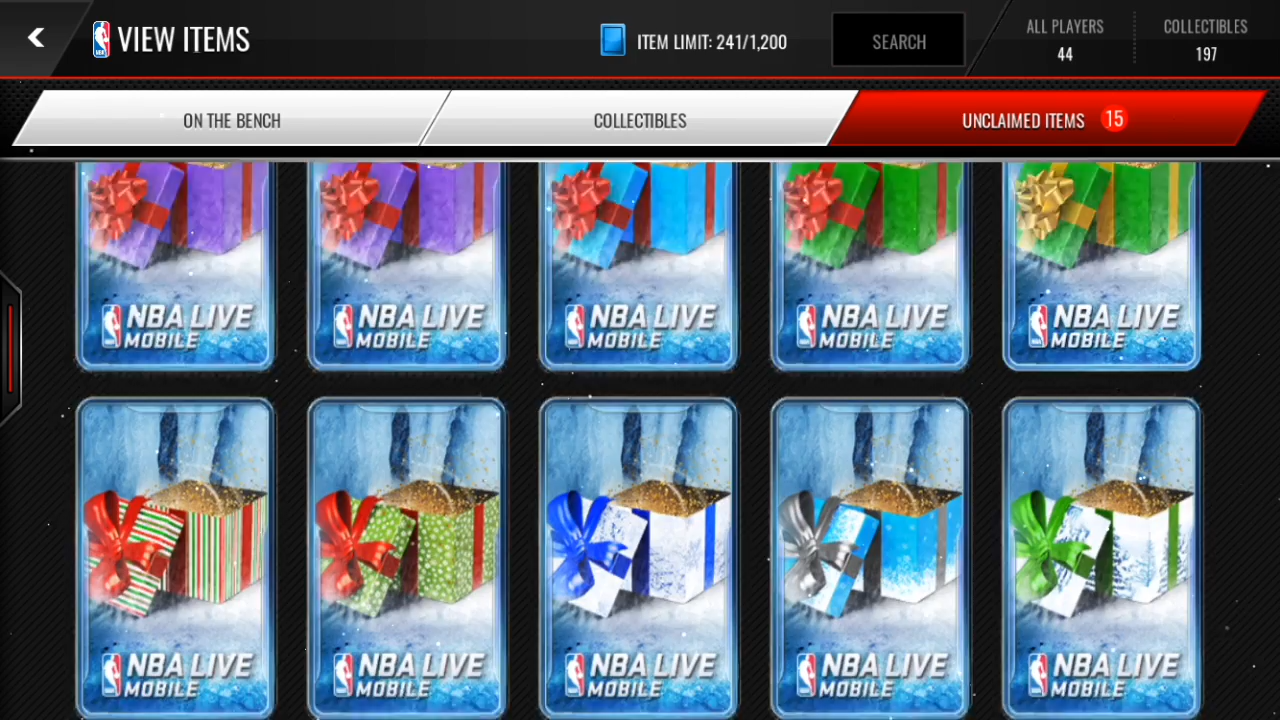 VIEW ITEMS
ITEM LIMIT: 241/1,200
SEARCH
ALL PLAYERS
44
COLLECTIBLES
197
ON THE BENCH
COLLECTIBLES
UNCLAIMED ITEMS 15
NBA LIVE
MOBILE
NBA LIVE
MOBILE
NBA LIVE
MOBILE
NBA LIVE
MOBILE
NBA LIVE
MOBILE
NBA LIVE
MOBILE
NBA LIVE
MOBILE
NBA LIVE
MOBILE
NBA LIVE
MOBILE
NBA LIVE
MOBILE